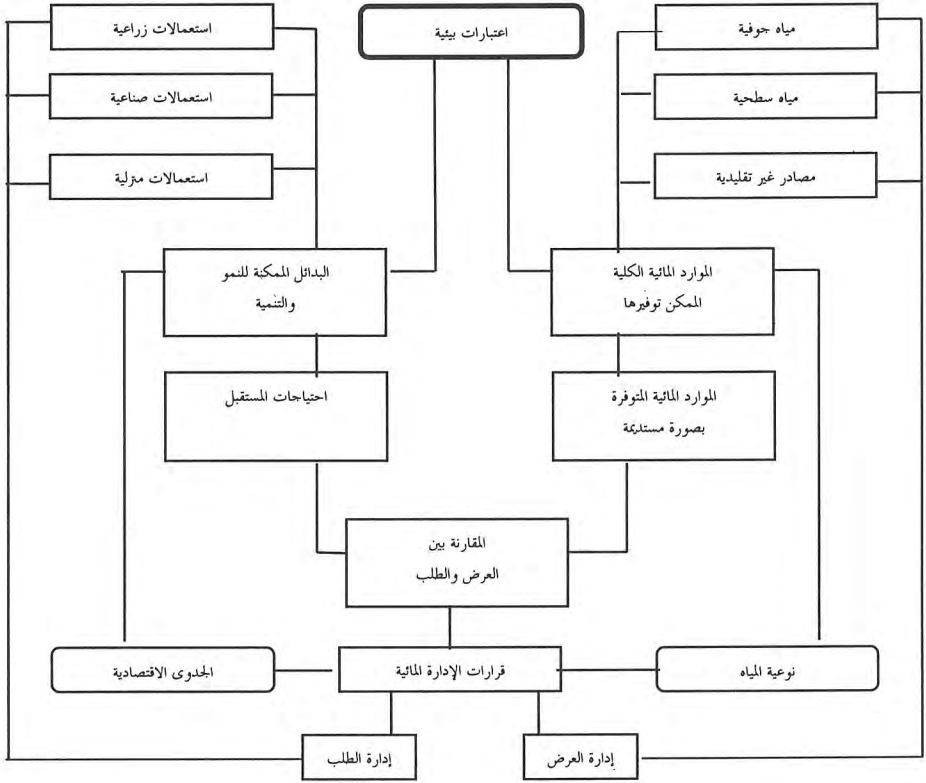 مياه جوفية
اعتبارات بيئية
استعمالات زراعية
مياه سطحية
استعمالات صناعية
مصادر غير تقليدية
استعمالات منزلية
الموارد المائية الكلية
الممكن توفيرها
البدائل الممكنة للنمو
والتنمية
الموارد المائية المتوفرة
بصورة مستديمة
احتياجات المستقبل
المقارنة بين
العرض والطلب
نوعية المياه
قرارات الإدارة المائية
الجدوى الاقتصادية
إدارة العرض
إدارة الطلب